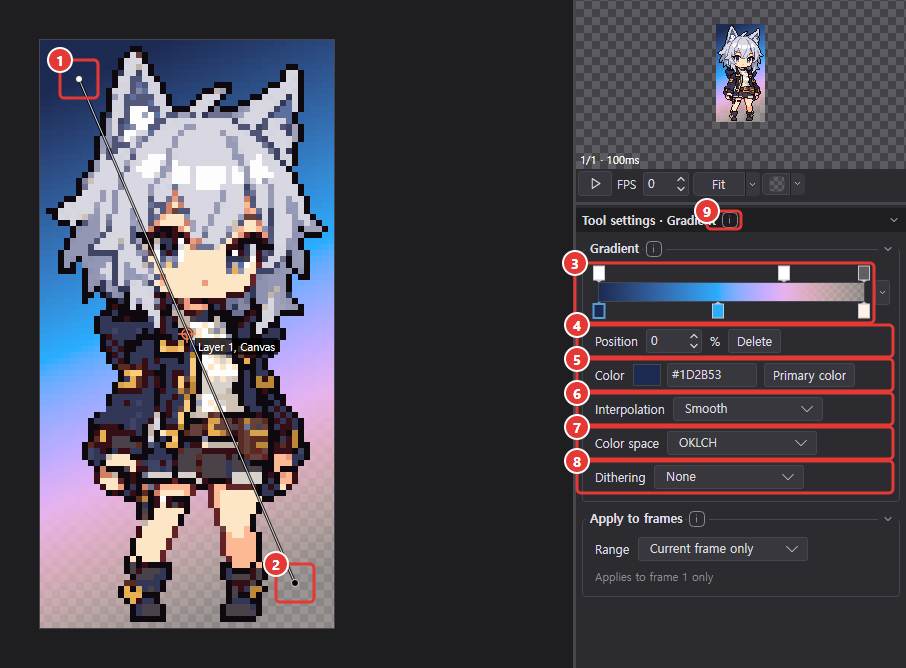 1
1/1 · 100ms
FPS 0 Fit
9
Tool settings · Gradient
Gradient
3
4
Position 0 % Delete
Layer 1, Canvas
5
Color #1D2B53 Primary color
6
Interpolation Smooth
7
Color space OKLCH
8
Dithering None
Apply to frames
Range Current frame only
2
Applies to frame 1 only